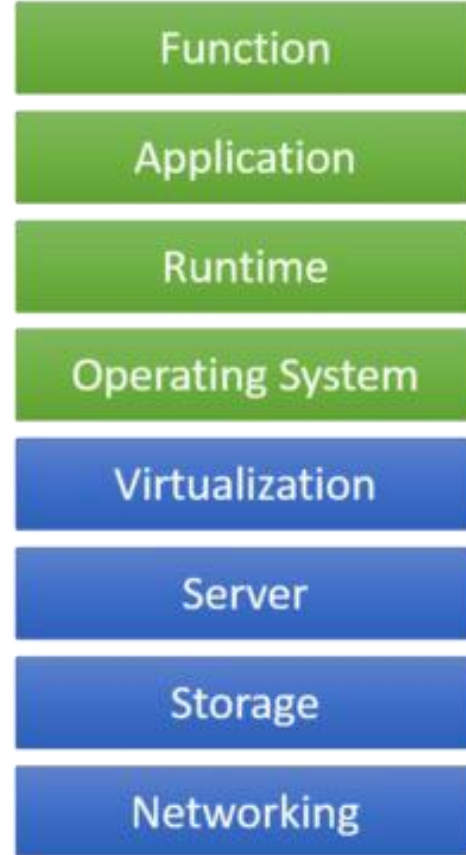 Function
Application
Runtime
Operating System
Virtualization
Server
Storage
Networking